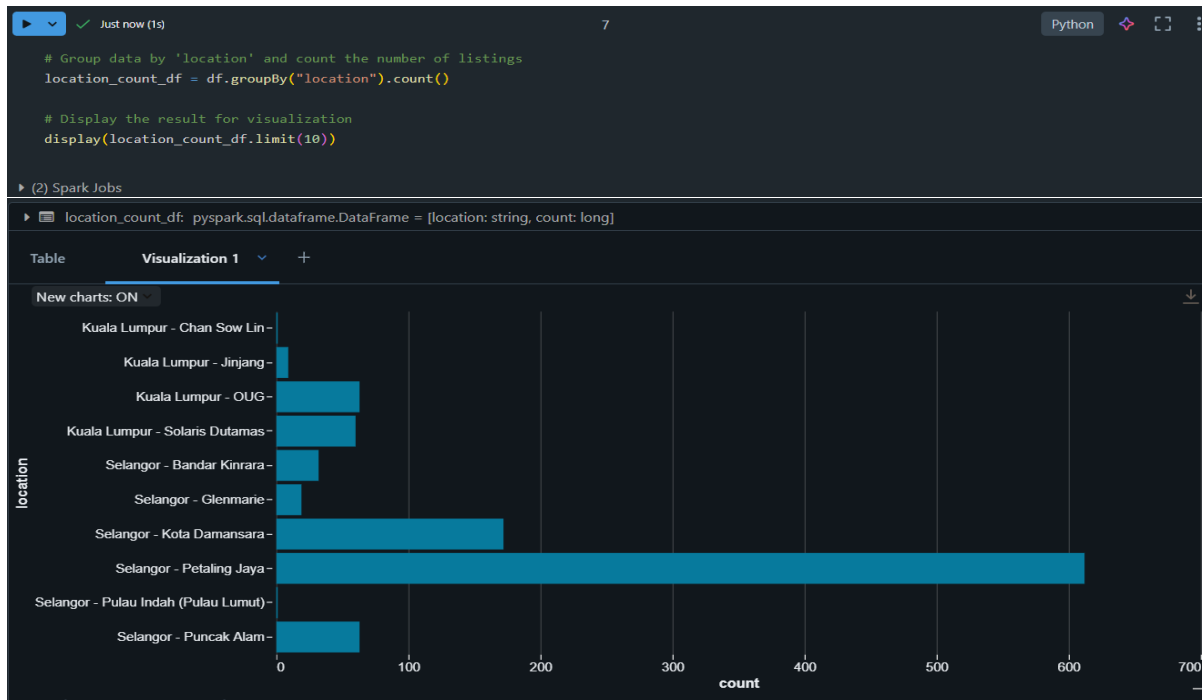 Just now (1s)
7
Python
# Group data by 'location' and count the number of listings
location_count_df = df.groupBy("location").count()
# Display the result for visualization
display(location_count_df.limit(10))
(2) Spark Jobs
location_count_df: pyspark.sql.dataframe.DataFrame = [location: string, count: long]
Table
Visualization 1
+
New charts: ON
location
Kuala Lumpur - Chan Sow Lin
Kuala Lumpur - Jinjang
Kuala Lumpur - OUG
Kuala Lumpur - Solaris Dutamas
Selangor - Bandar Kinrara
Selangor - Glenmarie
Selangor - Kota Damansara
Selangor - Petaling Jaya
Selangor - Pulau Indah (Pulau Lumut)
Selangor - Puncak Alam
0 100 200 300 400 500 600 700
count